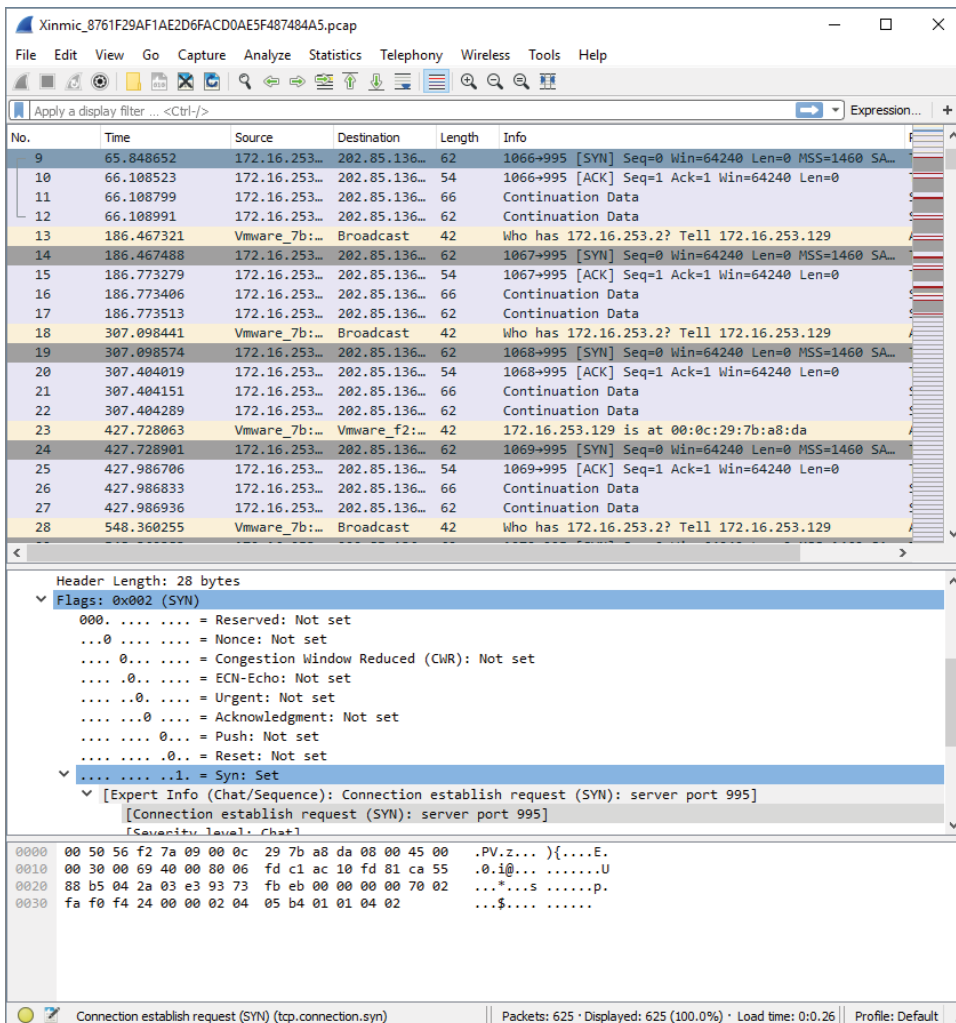 Xinmic_8761F29AF1AE2D6FACD0AE5F487484A5.pcap
File Edit View Go Capture Analyze Statistics Telephony Wireless Tools Help
Apply a display filter ... <Ctrl-/> Expression... +
No. Time Source Destination Length Info
9 65.848652 172.16.253… 202.85.136… 62 1066→995 [SYN] Seq=0 Win=64240 Len=0 MSS=1460 SA…
10 66.108523 172.16.253… 202.85.136… 54 1066→995 [ACK] Seq=1 Ack=1 Win=64240 Len=0
11 66.108799 172.16.253… 202.85.136… 66 Continuation Data
12 66.108991 172.16.253… 202.85.136… 62 Continuation Data
13 186.467321 Vmware_7b:… Broadcast 42 Who has 172.16.253.2? Tell 172.16.253.129
14 186.467488 172.16.253… 202.85.136… 62 1067→995 [SYN] Seq=0 Win=64240 Len=0 MSS=1460 SA…
15 186.773279 172.16.253… 202.85.136… 54 1067→995 [ACK] Seq=1 Ack=1 Win=64240 Len=0
16 186.773406 172.16.253… 202.85.136… 66 Continuation Data
17 186.773513 172.16.253… 202.85.136… 62 Continuation Data
18 307.098441 Vmware_7b:… Broadcast 42 Who has 172.16.253.2? Tell 172.16.253.129
19 307.098574 172.16.253… 202.85.136… 62 1068→995 [SYN] Seq=0 Win=64240 Len=0 MSS=1460 SA…
20 307.404019 172.16.253… 202.85.136… 54 1068→995 [ACK] Seq=1 Ack=1 Win=64240 Len=0
21 307.404151 172.16.253… 202.85.136… 66 Continuation Data
22 307.404289 172.16.253… 202.85.136… 62 Continuation Data
23 427.728063 Vmware_7b:… Vmware_f2:… 42 172.16.253.129 is at 00:0c:29:7b:a8:da
24 427.728901 172.16.253… 202.85.136… 62 1069→995 [SYN] Seq=0 Win=64240 Len=0 MSS=1460 SA…
25 427.986706 172.16.253… 202.85.136… 54 1069→995 [ACK] Seq=1 Ack=1 Win=64240 Len=0
26 427.986833 172.16.253… 202.85.136… 66 Continuation Data
27 427.986936 172.16.253… 202.85.136… 62 Continuation Data
28 548.360255 Vmware_7b:… Broadcast 42 Who has 172.16.253.2? Tell 172.16.253.129
Header Length: 28 bytes
Flags: 0x002 (SYN)
000. .... .... = Reserved: Not set
...0 .... .... = Nonce: Not set
.... 0... .... = Congestion Window Reduced (CWR): Not set
.... .0.. .... = ECN-Echo: Not set
.... ..0. .... = Urgent: Not set
.... ...0 .... = Acknowledgment: Not set
.... .... 0... = Push: Not set
.... .... .0.. = Reset: Not set
.... .... ..1. = Syn: Set
[Expert Info (Chat/Sequence): Connection establish request (SYN): server port 995]
[Connection establish request (SYN): server port 995]
[Severity level: Chat]
0000 00 50 56 f2 7a 09 00 0c 29 7b a8 da 08 00 45 00 .PV.z... ){....E.
0010 00 30 00 69 40 00 80 06 fd c1 ac 10 fd 81 ca 55 .0.i@... .......U
0020 88 b5 04 2a 03 e3 93 73 fb eb 00 00 00 00 70 02 ...*...s ......p.
0030 fa f0 f4 24 00 00 02 04 05 b4 01 01 04 02 ...$.... ......
Connection establish request (SYN) (tcp.connection.syn) Packets: 625 · Displayed: 625 (100.0%) · Load time: 0:0.26 Profile: Default